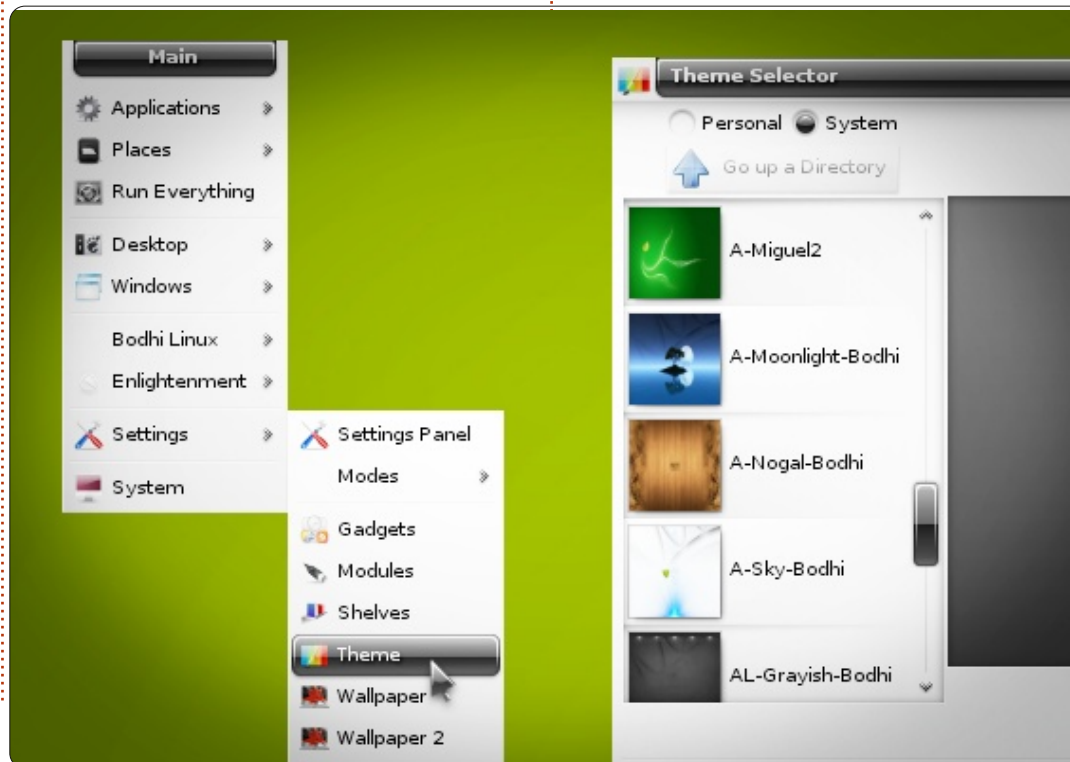 Main
Applications
Places
Run Everything
Desktop
Windows
Bodhi Linux
Enlightenment
Settings
System
Settings Panel
Modes
Gadgets
Modules
Shelves
Theme
Wallpaper
Wallpaper 2
Theme Selector
Personal System
Go up a Directory
A-Miguel2
A-Moonlight-Bodhi
A-Nogal-Bodhi
A-Sky-Bodhi
AL-Grayish-Bodhi